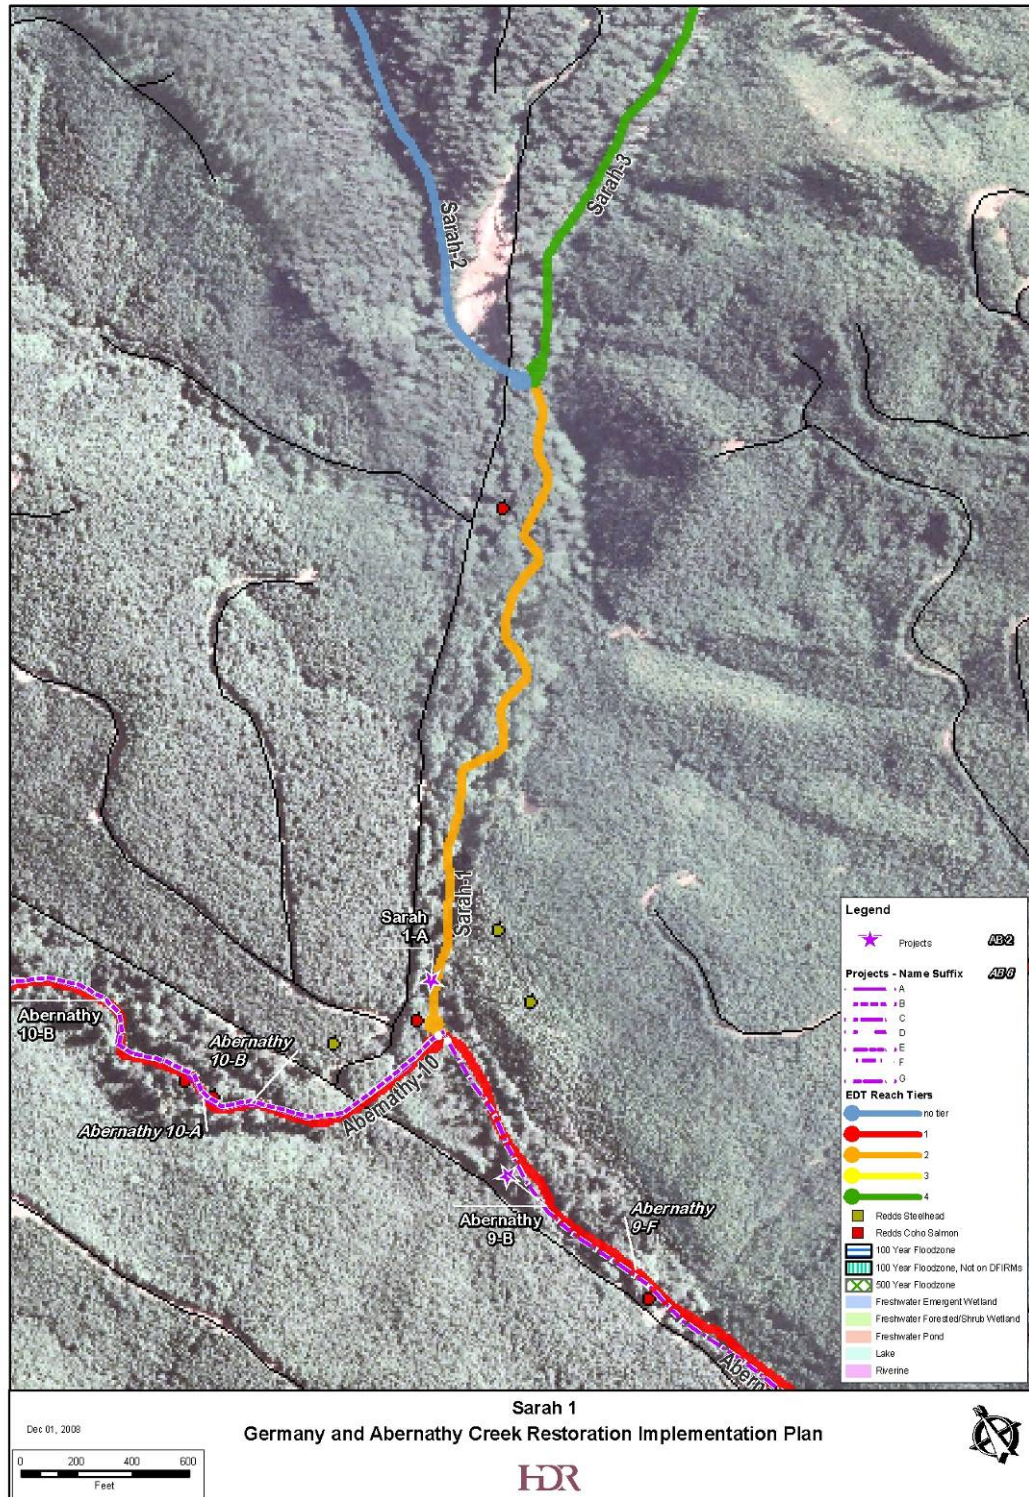 Sarah-2
Sarah-3
Sarah-1
Sarah
1-A
Abernathy
10-B
Abernathy
10-B
Abernathy 10-A
Abernathy-10
Abernathy
9-B
Abernathy
9-F
Abern
Legend
Projects
AB 2
Projects - Name Suffix
AB 6
A
B
C
D
E
F
G
EDT Reach Tiers
no tier
1
2
3
4
Redds Steelhead
Redds Coho Salmon
100 Year Floodzone
100 Year Floodzone, Not on DFIRMs
500 Year Floodzone
Freshwater Emergent Wetland
Freshwater Forested/Shrub Wetland
Freshwater Pond
Lake
Riverine
Sarah 1
Dec 01, 2008
Germany and Abernathy Creek Restoration Implementation Plan
0 200 400 600
Feet
HDR
N